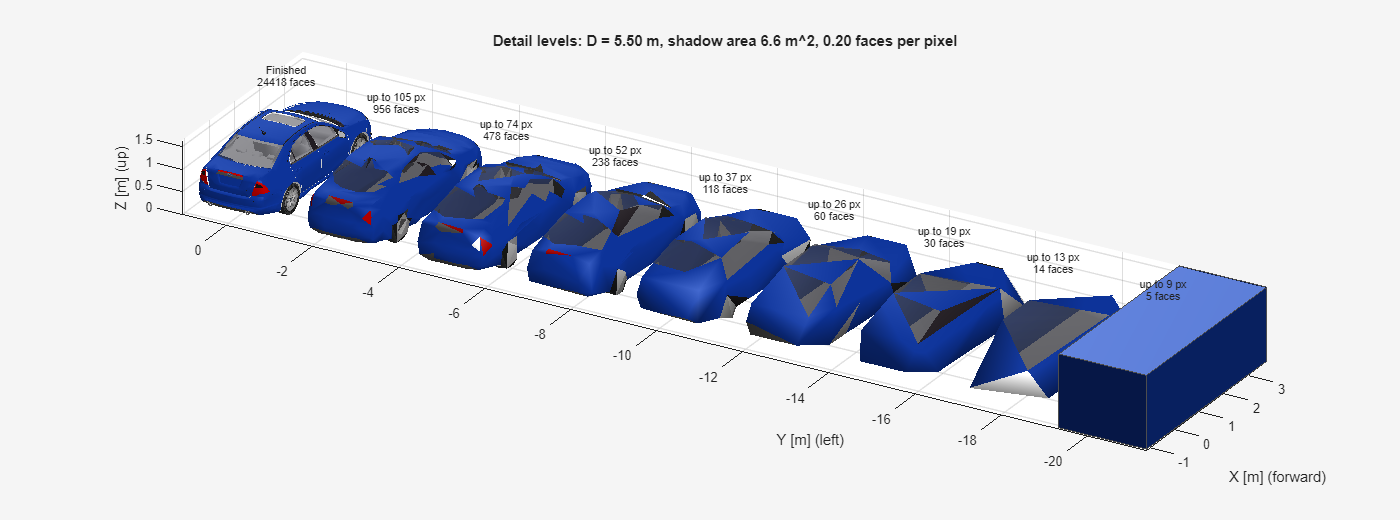 Detail levels: D = 5.50 m, shadow area 6.6 m^2, 0.20 faces per pixel
Finished
24418 faces
up to 105 px
956 faces
up to 74 px
478 faces
up to 52 px
238 faces
up to 37 px
118 faces
up to 26 px
60 faces
up to 19 px
30 faces
up to 13 px
14 faces
up to 9 px
5 faces
Z [m] (up)
1.5
1
0.5
0
0
-2
-4
-6
-8
-10
-12
-14
-16
-18
-20
Y [m] (left)
3
2
1
0
-1
X [m] (forward)